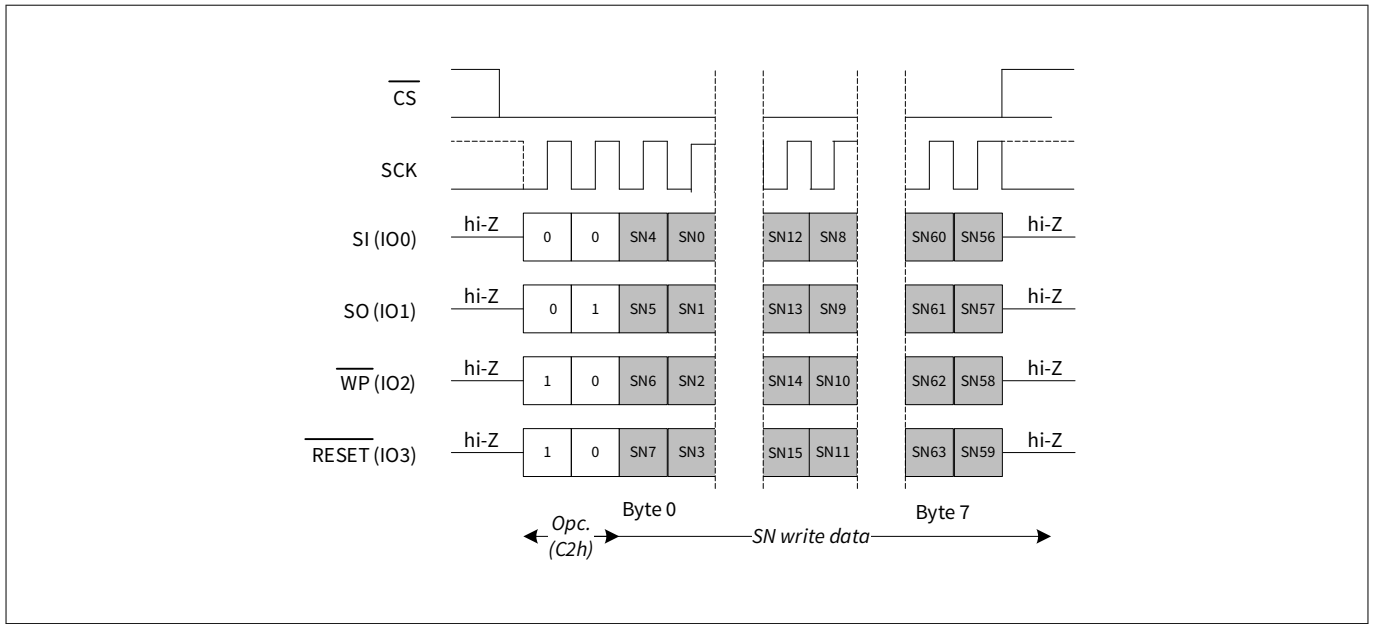 CS
SCK
hi-Z 0 0 SN4 SN0 SN12 SN8 SN60 SN56 hi-Z
SI (IO0)
hi-Z 0 1 SN5 SN1 SN13 SN9 SN61 SN57 hi-Z
SO (IO1)
hi-Z 1 0 SN6 SN2 SN14 SN10 SN62 SN58 hi-Z
WP (IO2)
hi-Z 1 0 SN7 SN3 SN15 SN11 SN63 SN59 hi-Z
RESET (IO3)
Byte 0 Byte 7
Opc.
(C2h)
SN write data